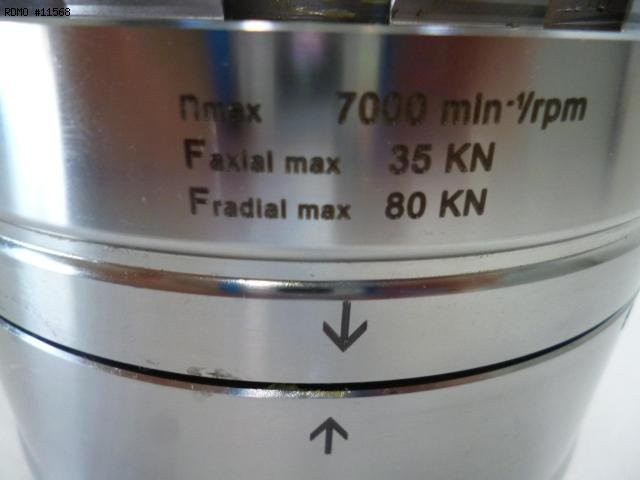 RDMO #11568
nmax 7000 min-1/rpm
Faxial max 35 KN
Fradial max 80 KN